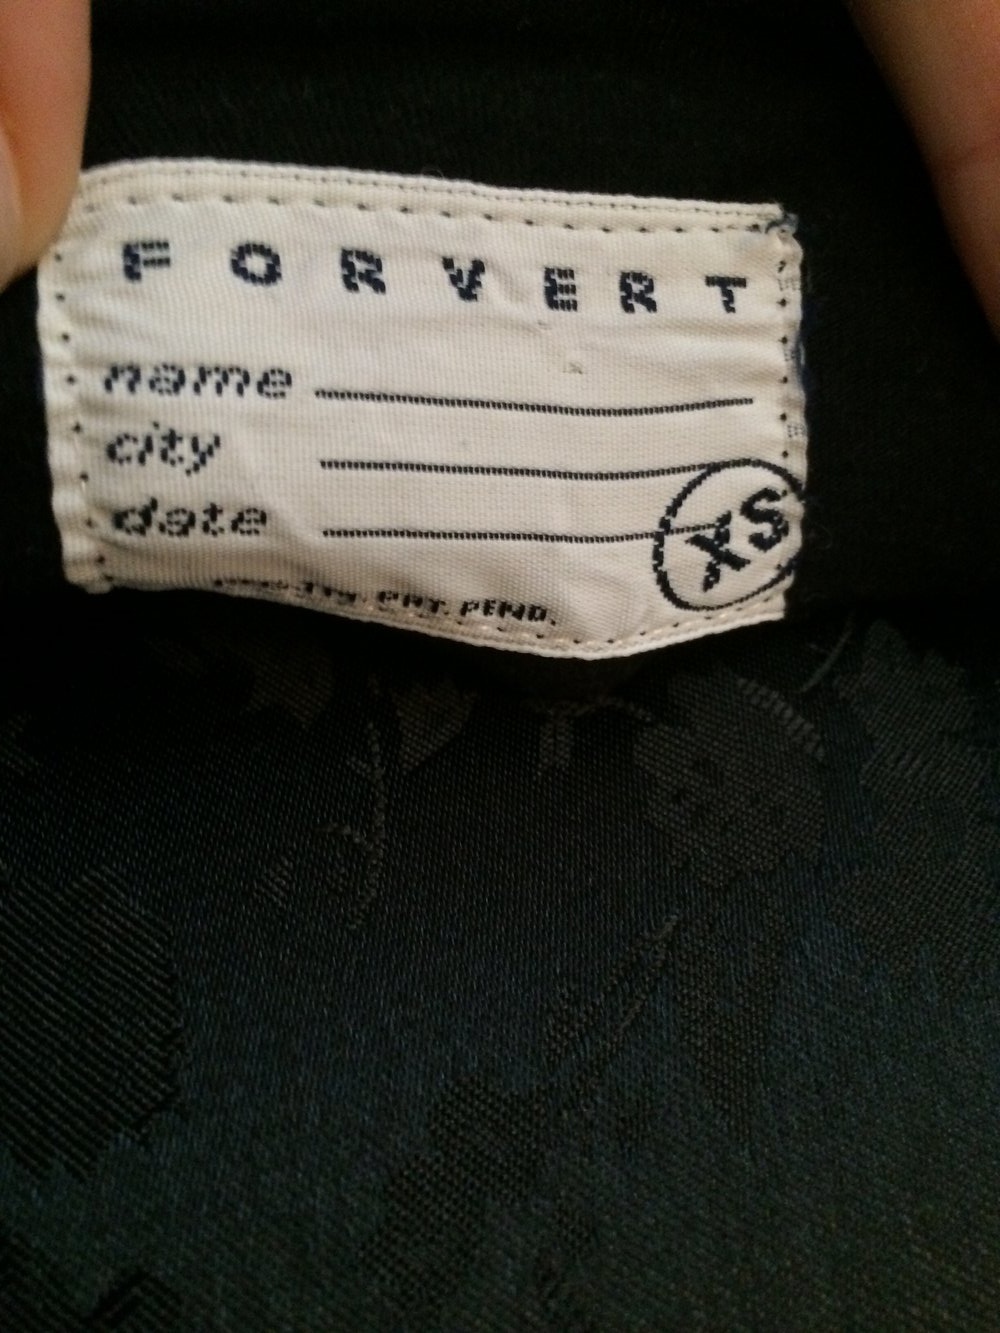 FORVERT
name
city
date
XS
PAT. PEND.